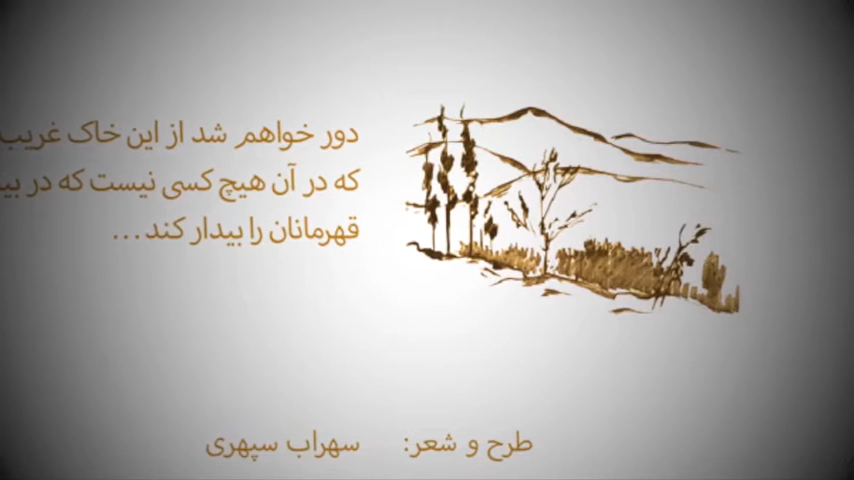 دور خواهم شد از این خاک غریب
که در آن هیچ کسی نیست که در
قهرمانان را بیدار کند...
طرح و شعر: سهراب سپهری